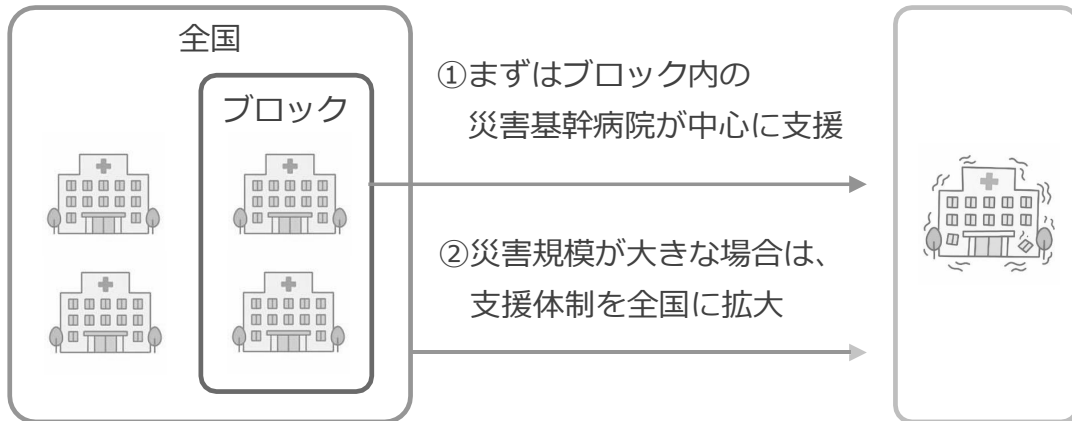 全国
ブロック
①まずはブロック内の
災害基幹病院が中心に支援
②災害規模が大きな場合は、
支援体制を全国に拡大